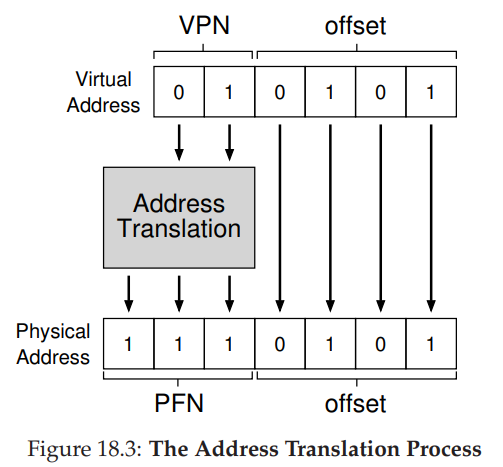 VPN offset
Virtual
Address
0 1 0 1 0 1
Address
Translation
Physical
Address
1 1 1 0 1 0 1
PFN offset
Figure 18.3: The Address Translation Process